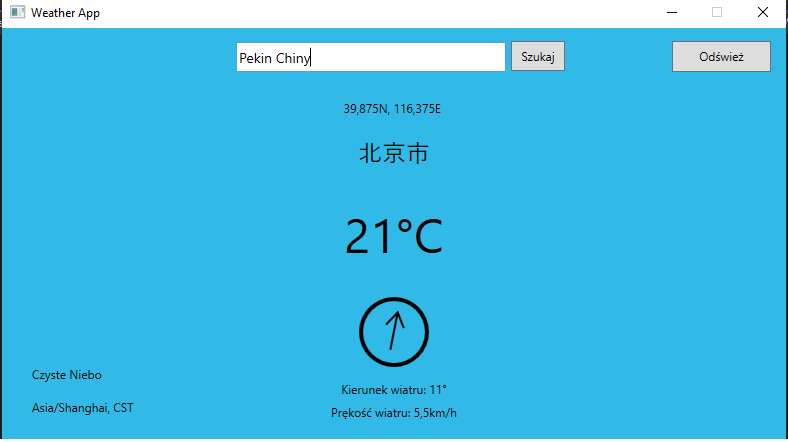 Weather App
Pekin Chiny
Szukaj
Odśwież
39,875N, 116,375E
北京市
21°C
Czyste Niebo
Kierunek wiatru: 11°
Asia/Shanghai, CST
Prękość wiatru: 5,5km/h